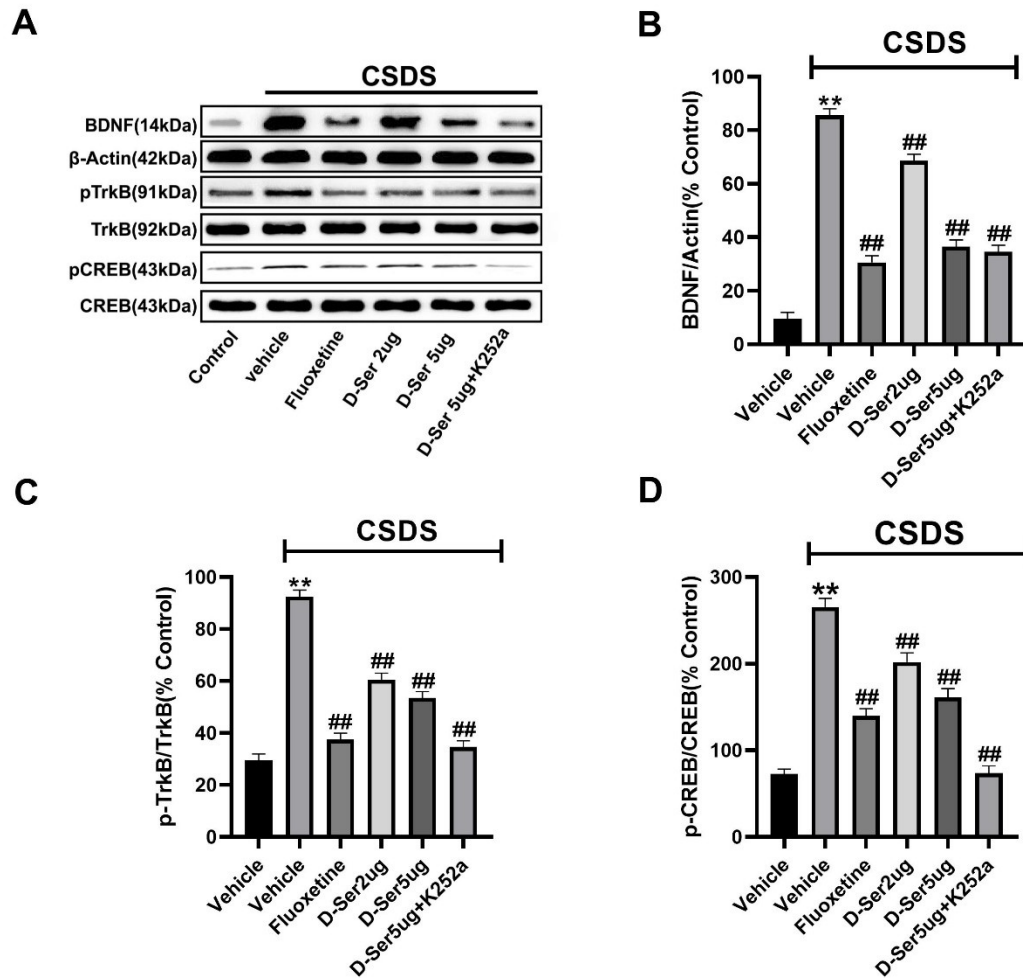 A
CSDS
BDNF(14kDa)
β-Actin(42kDa)
pTrkB(91kDa)
TrkB(92kDa)
pCREB(43kDa)
CREB(43kDa)
Control
vehicle
Fluoxetine
D-Ser 2ug
D-Ser 5ug
D-Ser 5ug+K252a
B
CSDS
BDNF/Actin(% Control)
100
80
60
40
20
0
**
##
##
##
##
Vehicle
Vehicle
Fluoxetine
D-Ser2ug
D-Ser5ug
D-Ser5ug+K252a
C
CSDS
p-TrkB/TrkB(% Control)
100
80
60
40
20
0
**
##
##
##
##
Vehicle
Vehicle
Fluoxetine
D-Ser2ug
D-Ser5ug
D-Ser5ug+K252a
D
CSDS
p-CREB/CREB(% Control)
300
200
100
0
**
##
##
##
##
Vehicle
Vehicle
Fluoxetine
D-Ser2ug
D-Ser5ug
D-Ser5ug+K252a